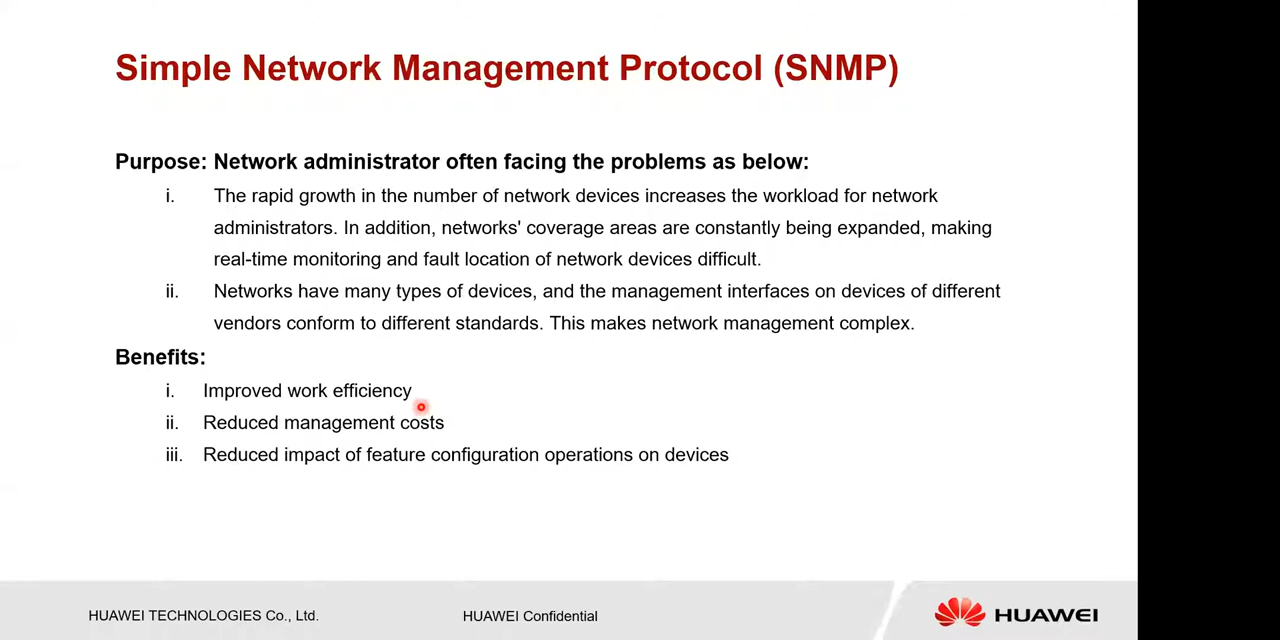 Simple Network Management Protocol (SNMP)
Purpose: Network administrator often facing the problems as below:
i. The rapid growth in the number of network devices increases the workload for network
administrators. In addition, networks' coverage areas are constantly being expanded, making
real-time monitoring and fault location of network devices difficult.
ii. Networks have many types of devices, and the management interfaces on devices of different
vendors conform to different standards. This makes network management complex.
Benefits:
i. Improved work efficiency
ii. Reduced management costs
iii. Reduced impact of feature configuration operations on devices
HUAWEI TECHNOLOGIES Co., Ltd. HUAWEI Confidential HUAWEI